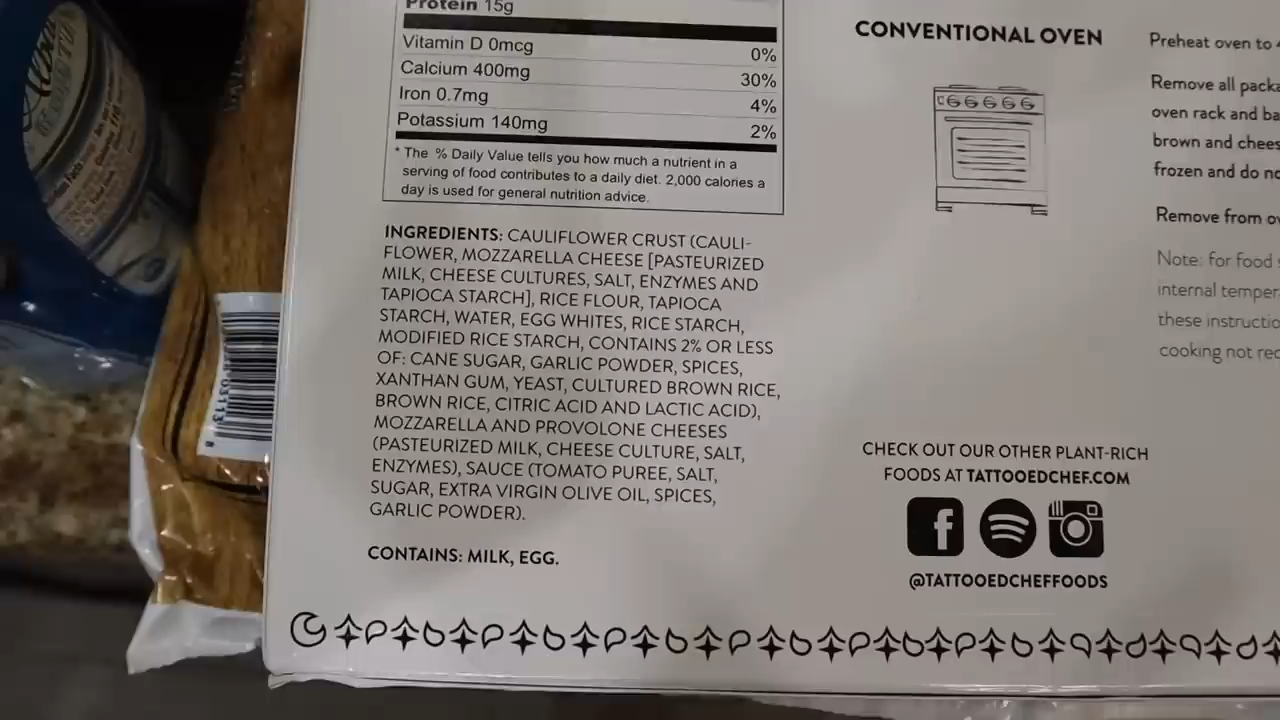 Protein 15g
Vitamin D 0mcg 0%
Calcium 400mg 30%
Iron 0.7mg 4%
Potassium 140mg 2%
* The % Daily Value tells you how much a nutrient in a
serving of food contributes to a daily diet. 2,000 calories a
day is used for general nutrition advice.
INGREDIENTS: CAULIFLOWER CRUST (CAULI-
FLOWER, MOZZARELLA CHEESE [PASTEURIZED
MILK, CHEESE CULTURES, SALT, ENZYMES AND
TAPIOCA STARCH], RICE FLOUR, TAPIOCA
STARCH, WATER, EGG WHITES, RICE STARCH,
MODIFIED RICE STARCH, CONTAINS 2% OR LESS
OF: CANE SUGAR, GARLIC POWDER, SPICES,
XANTHAN GUM, YEAST, CULTURED BROWN RICE,
BROWN RICE, CITRIC ACID AND LACTIC ACID),
MOZZARELLA AND PROVOLONE CHEESES
(PASTEURIZED MILK, CHEESE CULTURE, SALT,
ENZYMES), SAUCE (TOMATO PUREE, SALT,
SUGAR, EXTRA VIRGIN OLIVE OIL, SPICES,
GARLIC POWDER).
CONTAINS: MILK, EGG.
CONVENTIONAL OVEN
Preheat oven to
Remove all packa
oven rack and ba
brown and chees
frozen and do no
Remove from ov
Note: for food
internal temper
these instructio
cooking not rec
CHECK OUT OUR OTHER PLANT-RICH
FOODS AT TATTOOEDCHEF.COM
@TATTOOEDCHEFFOODS